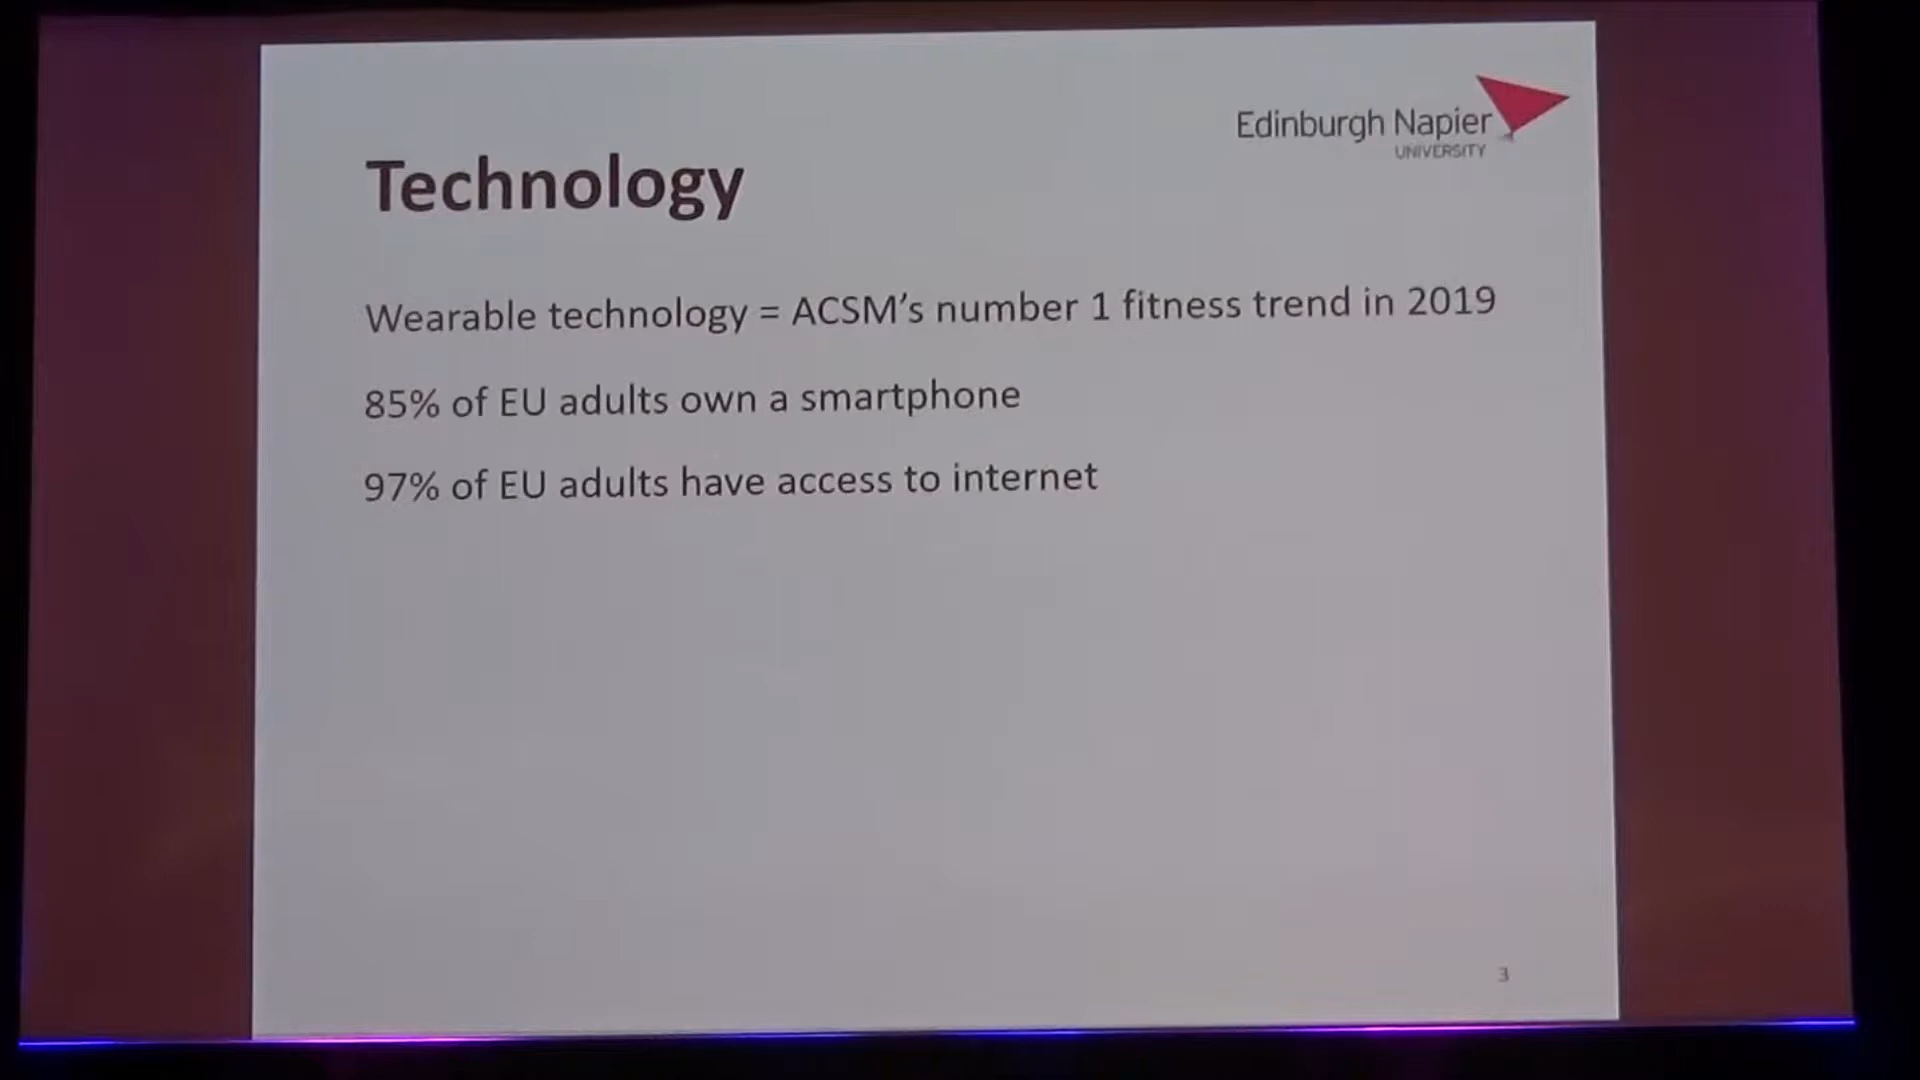 Edinburgh Napier
UNIVERSITY
Technology
Wearable technology = ACSM’s number 1 fitness trend in 2019
85% of EU adults own a smartphone
97% of EU adults have access to internet
3